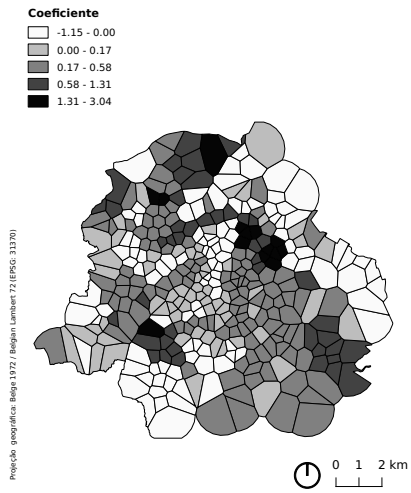 Coeficiente
-1.15 - 0.00
0.00 - 0.17
0.17 - 0.58
0.58 - 1.31
1.31 - 3.04
Projeção geográfica: Belge 1972 / Belgian Lambert 72 (EPSG: 31370)
0 1 2 km